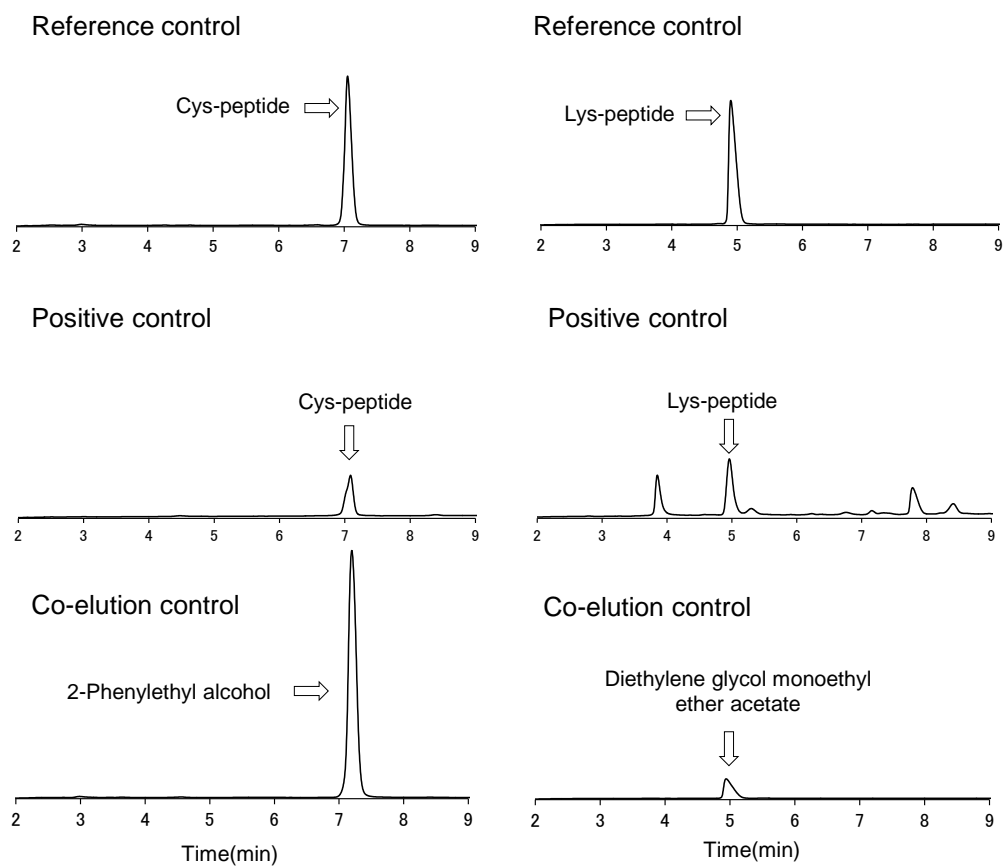 Reference control
Cys-peptide
2 3 4 5 6 7 8 9
Reference control
Lys-peptide
2 3 4 5 6 7 8 9
Positive control
Cys-peptide
2 3 4 5 6 7 8 9
Positive control
Lys-peptide
2 3 4 5 6 7 8 9
Co-elution control
2-Phenylethyl alcohol
2 3 4 5 6 7 8 9
Time(min)
Co-elution control
Diethylene glycol monoethyl
ether acetate
2 3 4 5 6 7 8 9
Time(min)